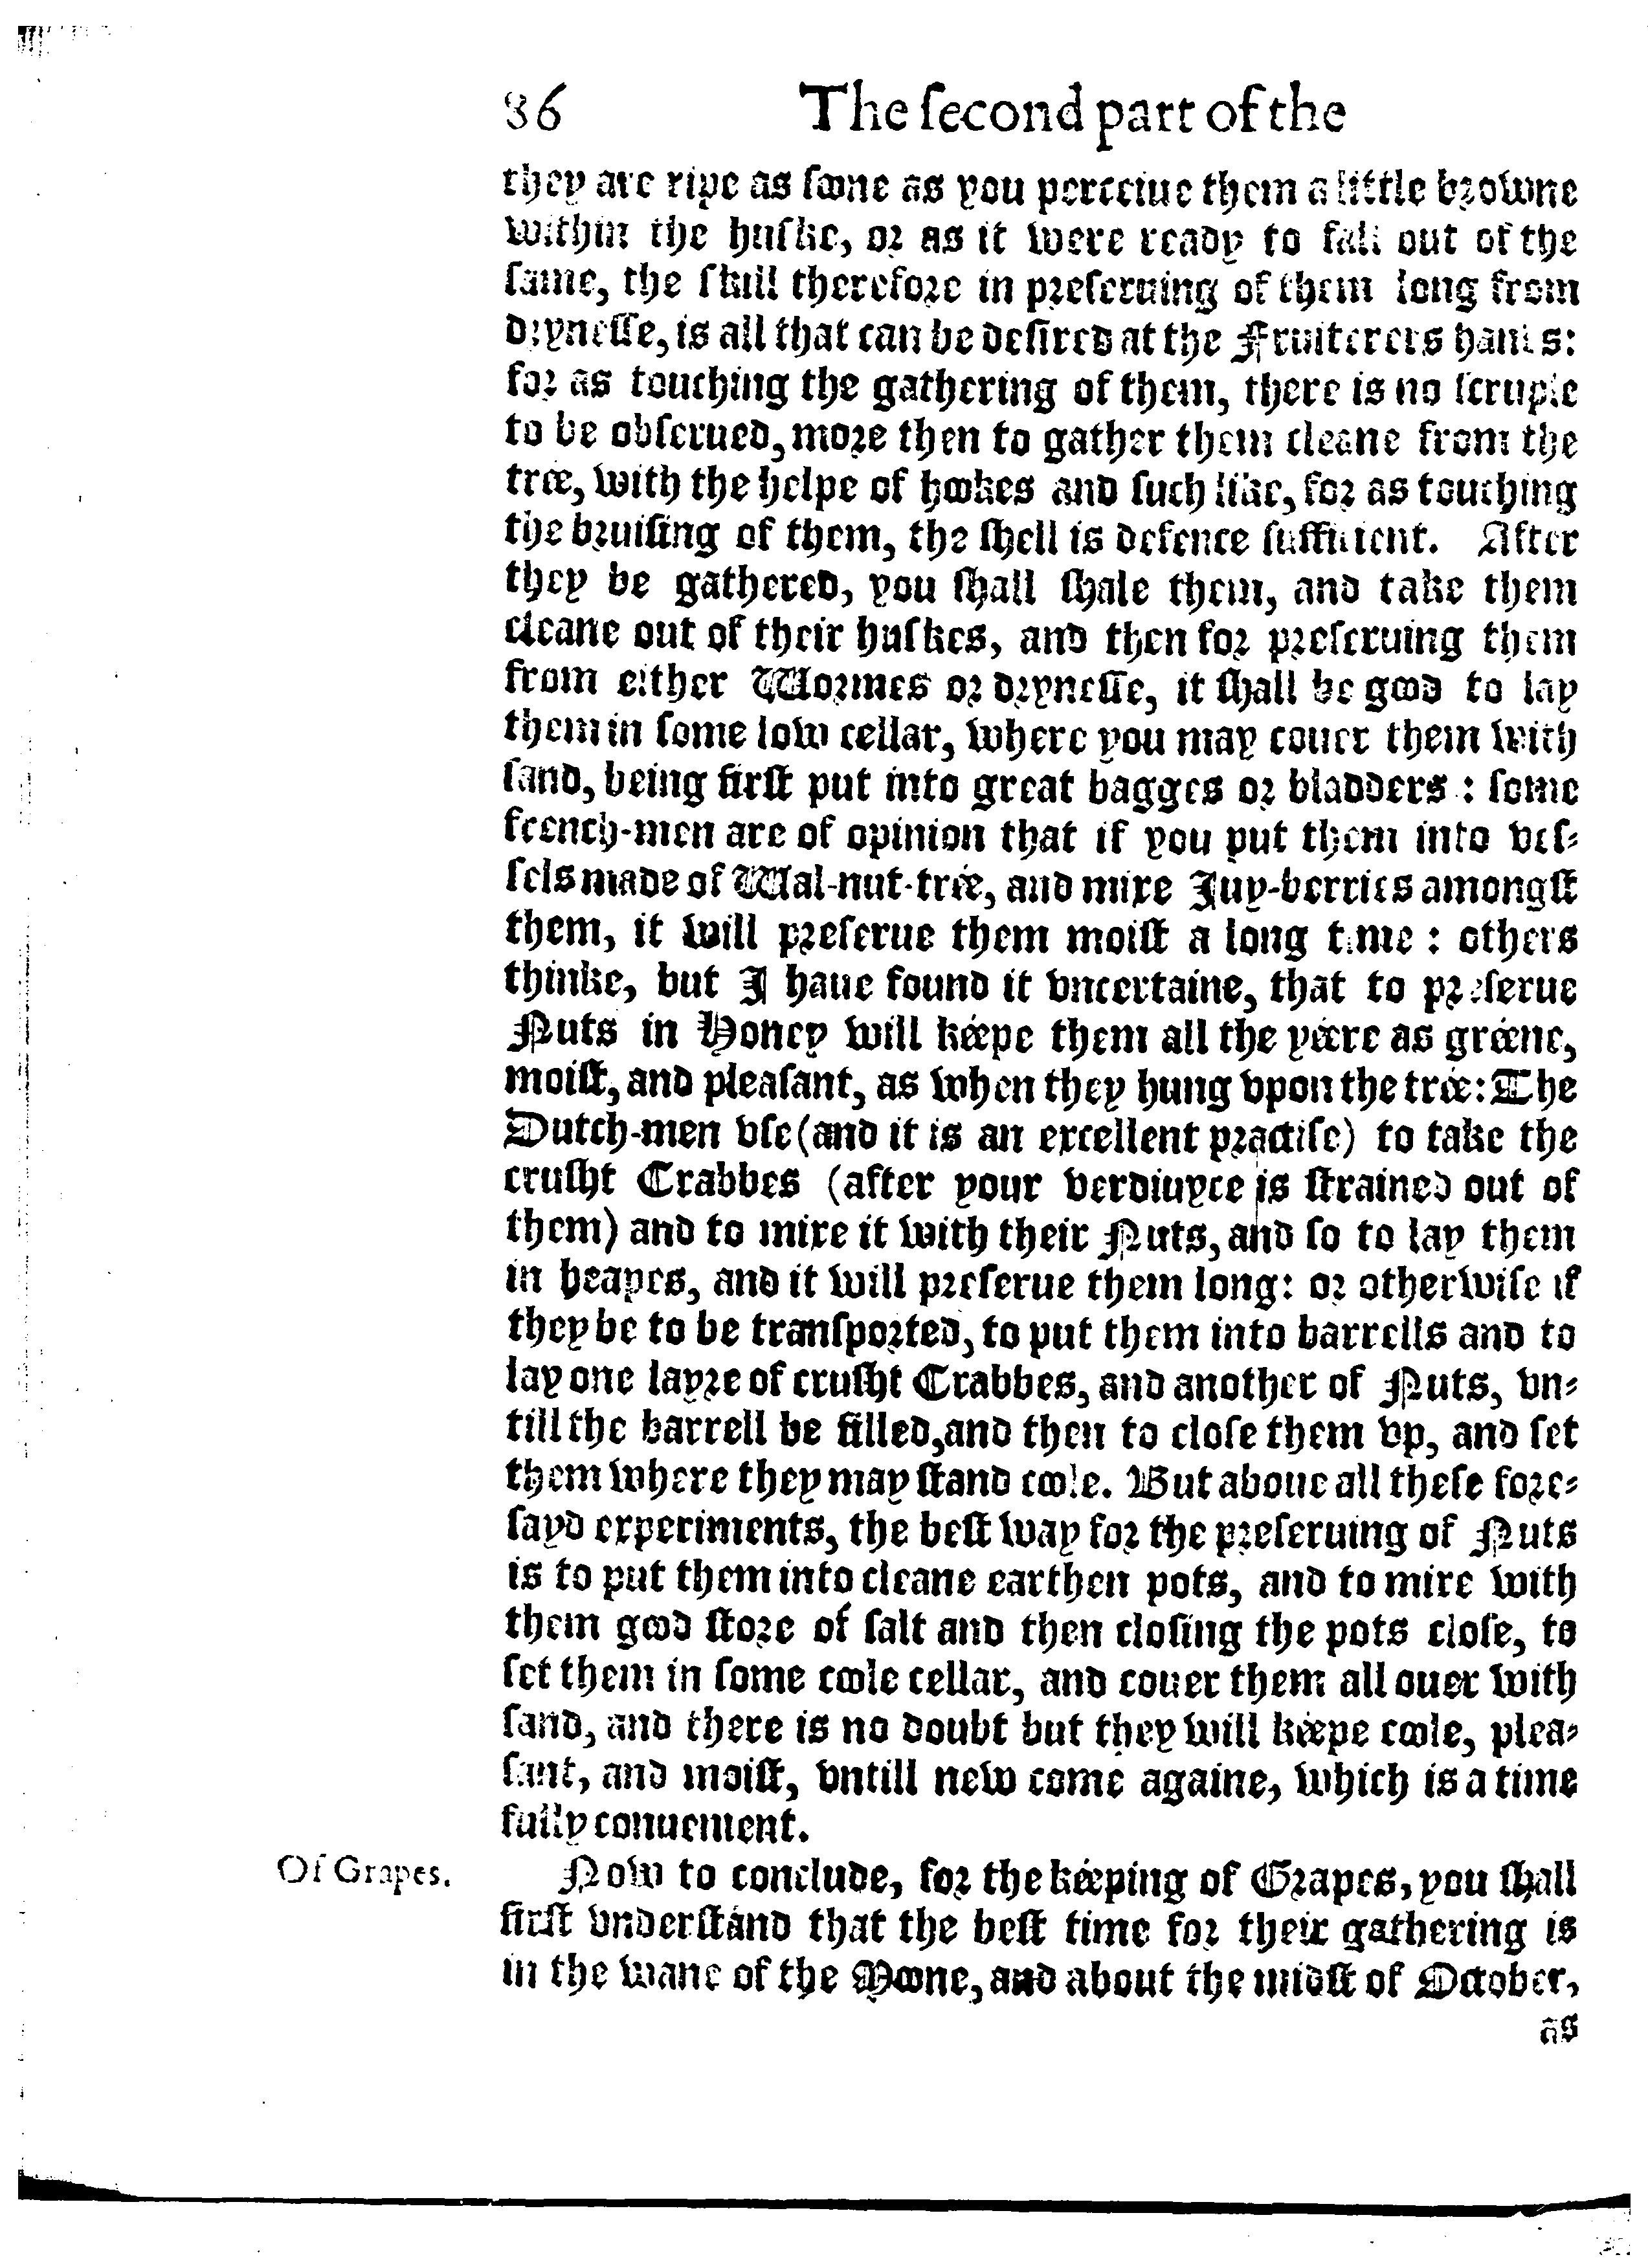 86 The ſecond part of the
they are ripe as ſoone as you perceiue them a little browne
within the huſke, or as it were ready to fall out of the
ſame, the ſkill therefore in preſeruing of them long from
dryneſſe, is all that can be deſired at the Fruiterers hands:
for as touching the gathering of them, there is no ſcruple
to be obſerued, more then to gather them cleane from the
tree, with the helpe of hookes and ſuch like, for as touching
the bruiſing of them, the ſhell is defence ſufficient. After
they be gathered, you ſhall ſhale them, and take them
cleane out of their huſkes, and then for preſeruing them
from either Wormes or dryneſſe, it ſhall be good to lay
them in ſome low cellar, where you may couer them with
ſand, being firſt put into great bagges or bladders : ſome
french-men are of opinion that if you put them into veſ-
ſels made of Wal-nut-tree, and mixe Iuy-berries amongſt
them, it will preſerue them moiſt a long time : others
thinke, but I haue found it vncertaine, that to preſerue
Nuts in Honey will keepe them all the yeere as greene,
moiſt, and pleaſant, as when they hung vpon the tree: The
Dutch-men vſe (and it is an excellent practiſe) to take the
cruſht Crabbes (after your verdiuyce is ſtrained out of
them) and to mixe it with their Nuts, and ſo to lay them
in heapes, and it will preſerue them long: or otherwiſe if
they be to be tranſported, to put them into barrells and to
lay one layre of cruſht Crabbes, and another of Nuts, vn-
till the barrell be filled, and then to cloſe them vp, and ſet
them where they may ſtand coole. But aboue all theſe fore-
ſayd experiments, the beſt way for the preſeruing of Nuts
is to put them into cleane earthen pots, and to mixe with
them good ſtore of ſalt and then cloſing the pots cloſe, to
ſet them in ſome coole cellar, and couer them all ouer with
ſand, and there is no doubt but they will keepe coole, plea-
ſant, and moiſt, vntill new come againe, which is a time
fully conuenient.
Of Grapes.
Now to conclude, for the keeping of Grapes, you ſhall
firſt vnderſtand that the beſt time for their gathering is
in the wane of the Moone, and about the midſt of October,
as